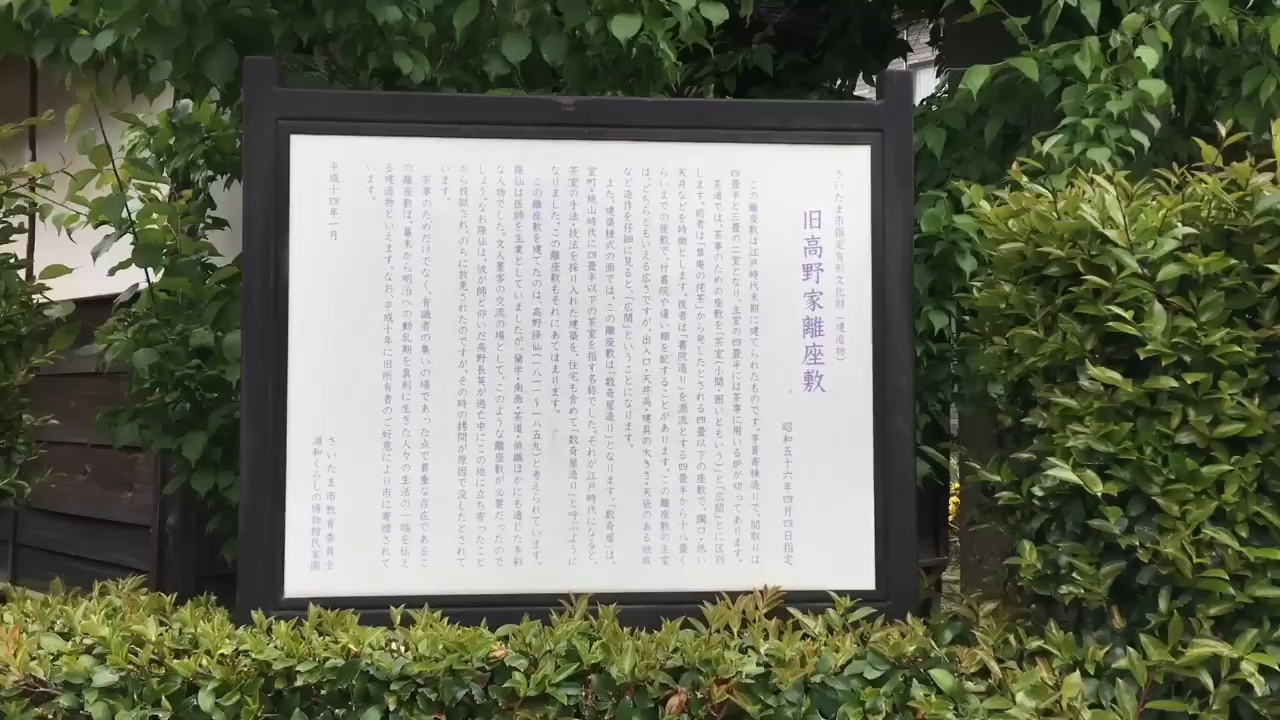 さいたま市指定有形文化財（建造物）
旧高野家離座敷
昭和五十六年四月四日指定
この離座敷は江戸時代末期に建てられたものです。茅葺寄棟造りで、間取りは
四畳半と三畳の二室となり、主室の四畳半には茶事に用いる炉が切ってあります。
茶道では、茶事のための座敷を「茶室（小間・囲いともいう）」と「広間」とに区別
します。前者は「草庵の侘茶」から発したとされる四畳以下の座敷で、躙口・低い
天井などを特徴とします。後者は「書院造り」を源流とする四畳半から十八畳く
らいまでの座敷で、付書院や違い棚を配することがあります。この離座敷の主室
は、どちらともいえる広さですが、出入口・天井高・建具の大きさ・天袋のある地板
など造作を仔細に見ると、「広間」ということになります。
また、建築様式の面では、この離座敷は「数奇屋造り」となります。「数奇屋」は、
室町・桃山時代に四畳半以下の茶室を指す名称でした。それが江戸時代になると、
茶室の手法・技法を採り入れた建築を、住宅も含めて「数奇屋造り」と呼ぶように
なりました。この離座敷もそれにあてはまります。
この離座敷を建てたのは、高野隆仙（一八一一～一八五九）と考えられています。
隆仙は医師を生業としていましたが、蘭学・南画・茶道・俳諧ほかにも通じた多彩
な人物でした。文人墨客の交流の場として、このような離座敷が必要だったので
しょう。なお隆仙は、彼が師と仰いだ高野長英が逃亡中にこの地に立ち寄ったこと
から投獄され、のちに放免されたのですが、その時の拷問が原因で没したとされて
います。
茶事のためだけでなく、有識者の集いの場であった点で貴重な存在であるこ
の離座敷は、幕末から明治への動乱期を真剣に生きた人々の生活の一端を伝え
る建造物といえます。なお、平成十年に旧所有者のご好意により市に寄贈されて
います。
平成十四年一月
さいたま市教育委員会
浦和くらしの博物館民家園